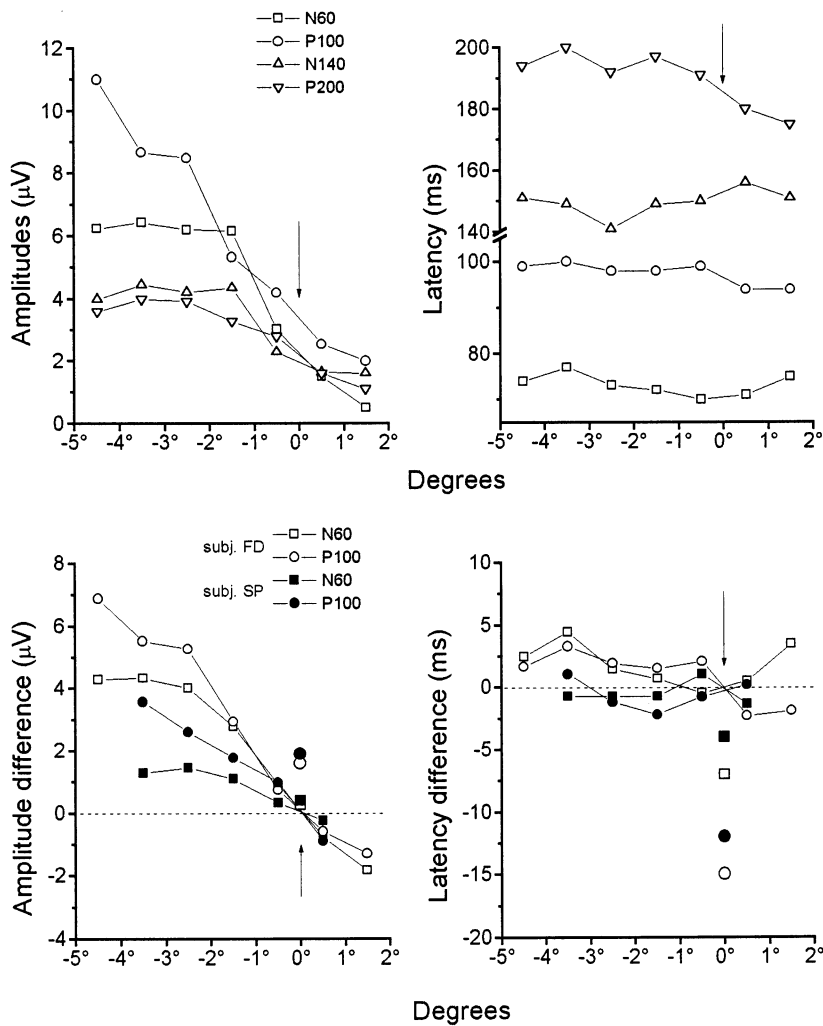 N60
P100
N140
P200
12
10
8
6
4
2
0
Amplitudes (μV)
-5° -4° -3° -2° -1° 0° 1° 2°
200
180
160
140
100
80
Latency (ms)
-5° -4° -3° -2° -1° 0° 1° 2°
Degrees
subj. FD N60
P100
subj. SP N60
P100
8
6
4
2
0
-2
-4
Amplitude difference (μV)
-5° -4° -3° -2° -1° 0° 1° 2°
10
5
0
-5
-10
-15
-20
Latency difference (ms)
-5° -4° -3° -2° -1° 0° 1° 2°
Degrees